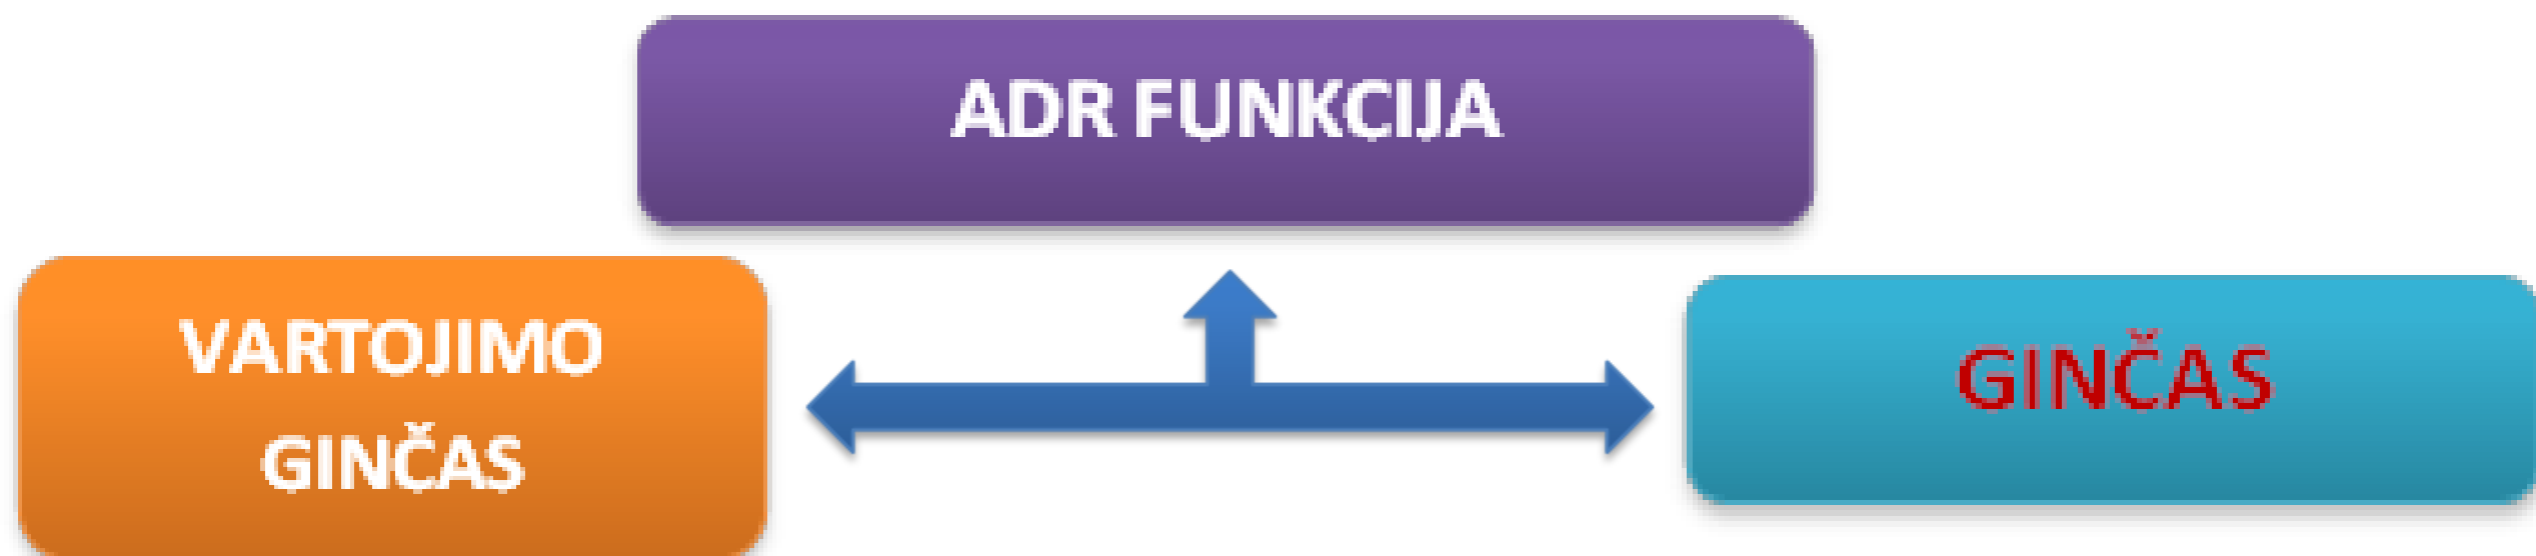 ADR FUNKCIJA
VARTOJIMO
GINČAS
GINČAS